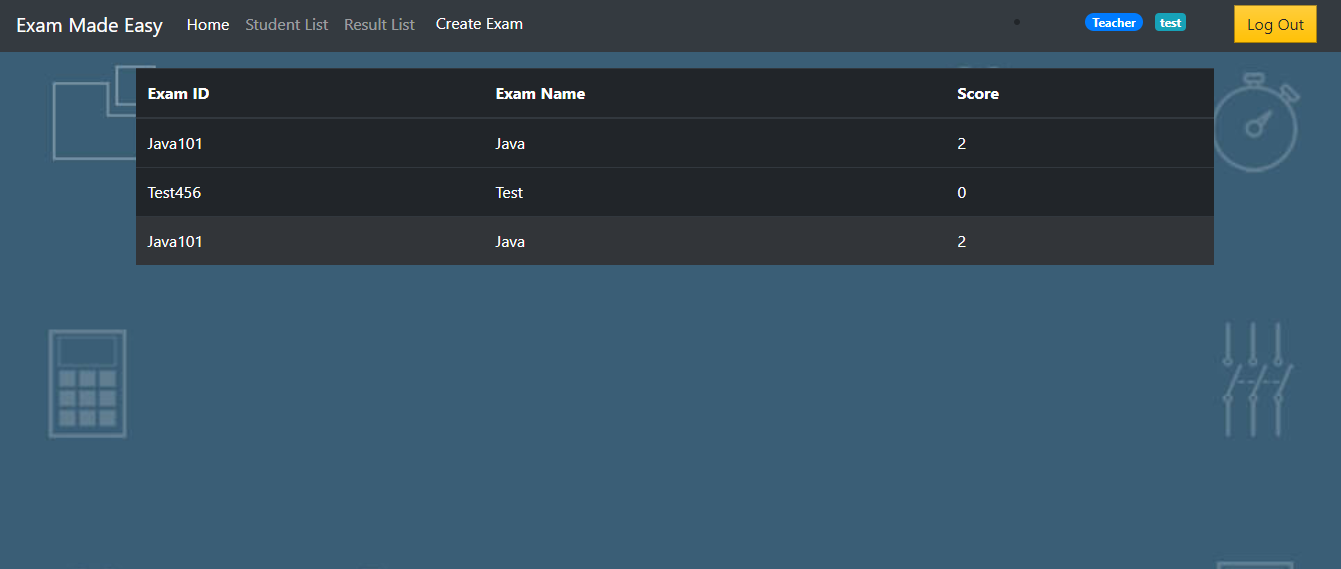 Exam Made Easy Home Student List Result List Create Exam Teacher test Log Out
Exam ID Exam Name Score
Java101 Java 2
Test456 Test 0
Java101 Java 2